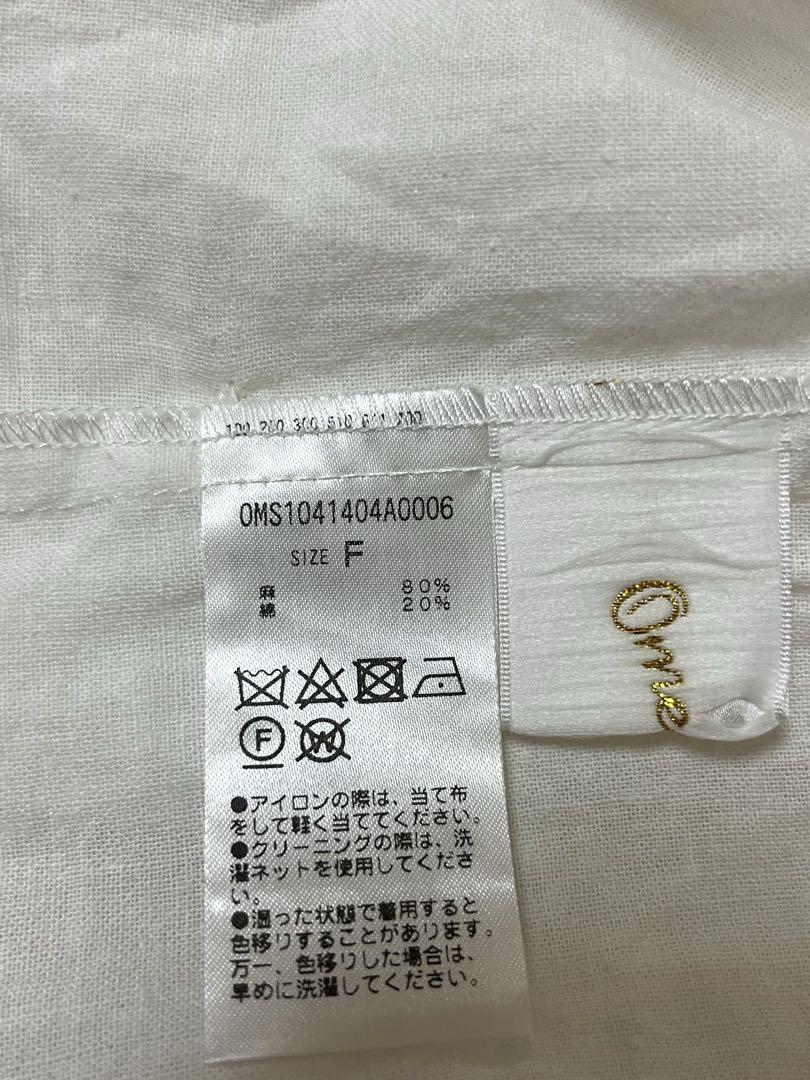 OMS1041404A0006
SIZE F
麻 80%
綿 20%
F
W
●アイロンの際は、当て布
をして軽く当ててください。
●クリーニングの際は、洗
濯ネットを使用してくださ
い。
●湿った状態で着用すると
色移りすることがあります。
万一、色移りした場合は、
早めに洗濯してください。
One